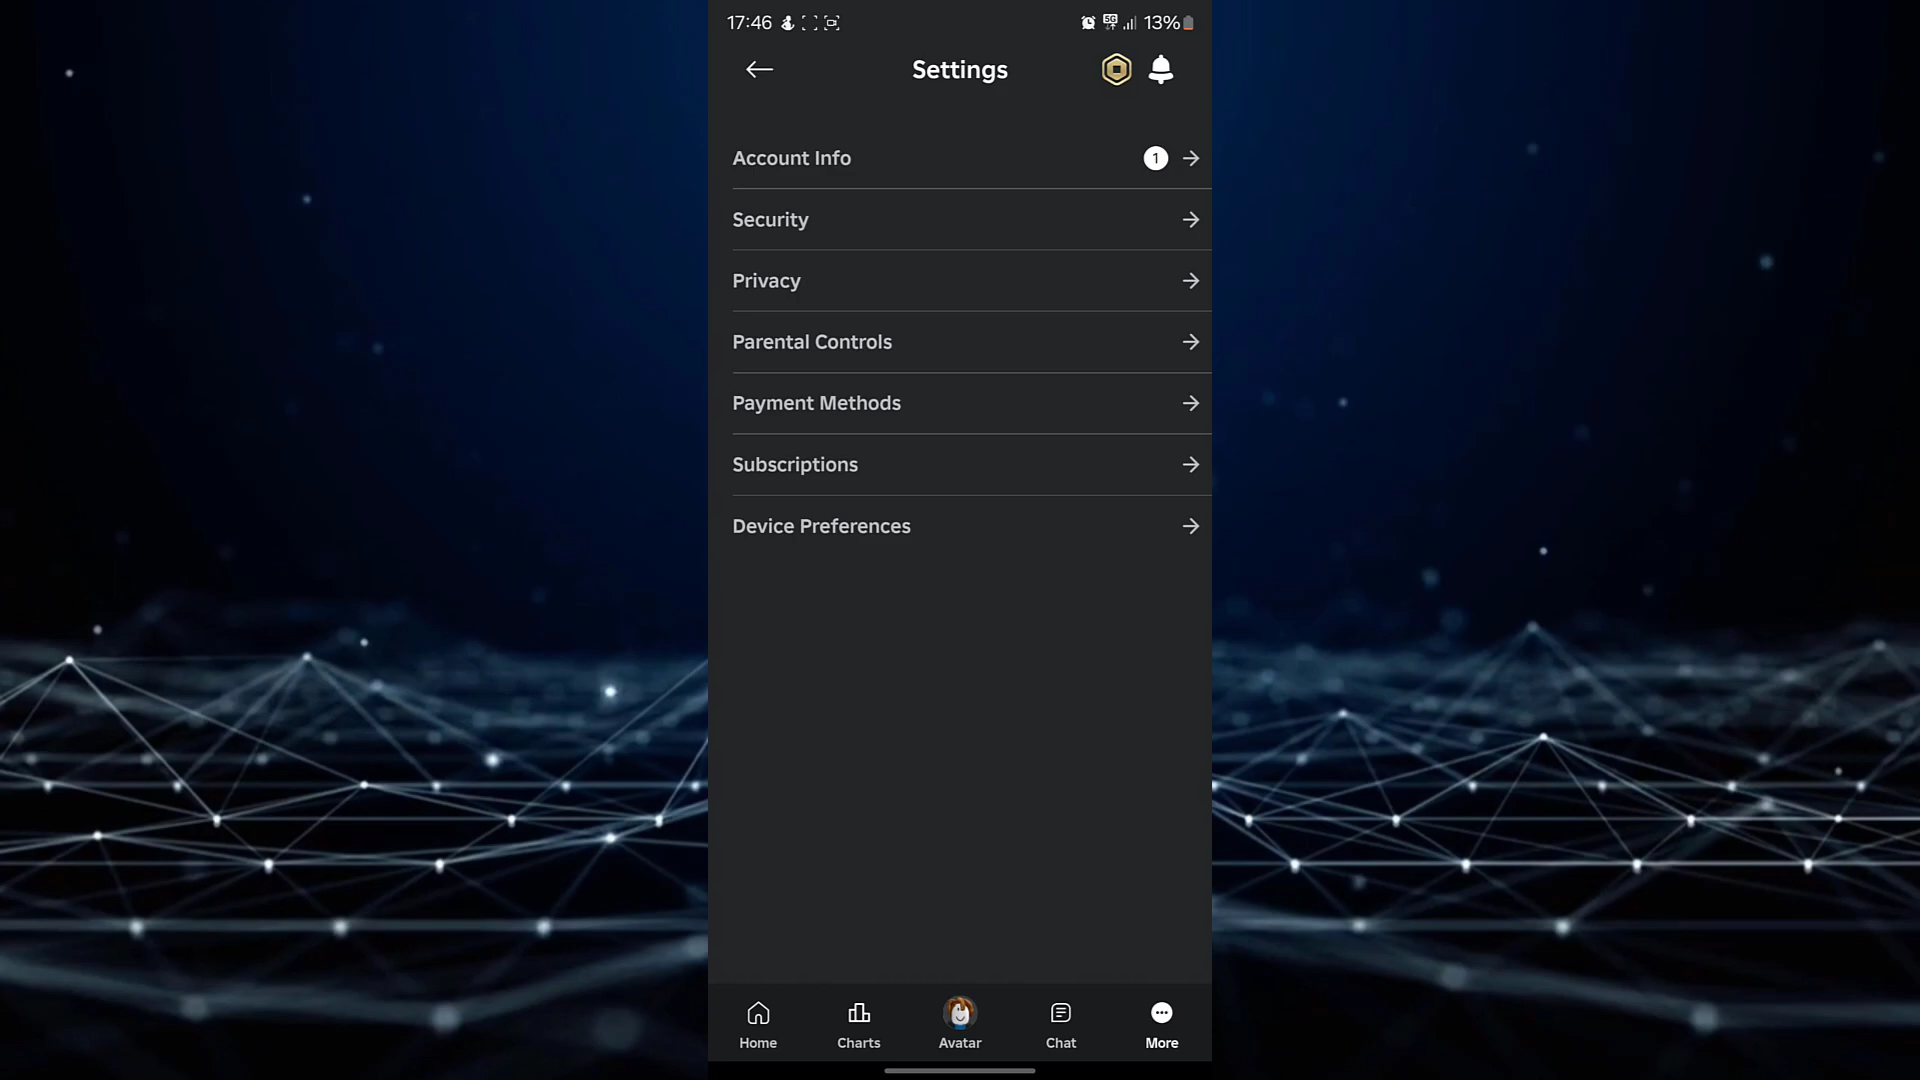 17:46 5G 13%
Settings
Account Info 1
Security
Privacy
Parental Controls
Payment Methods
Subscriptions
Device Preferences
Home Charts Avatar Chat More